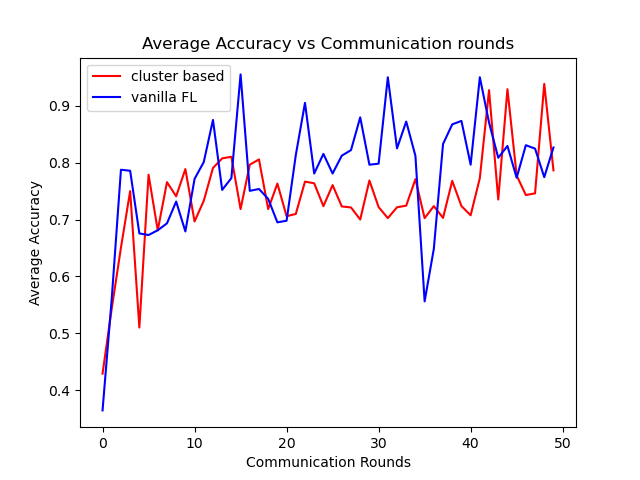 Average Accuracy vs Communication rounds
cluster based
vanilla FL
0.9
0.8
0.7
0.6
0.5
0.4
Average Accuracy
0 10 20 30 40 50
Communication Rounds